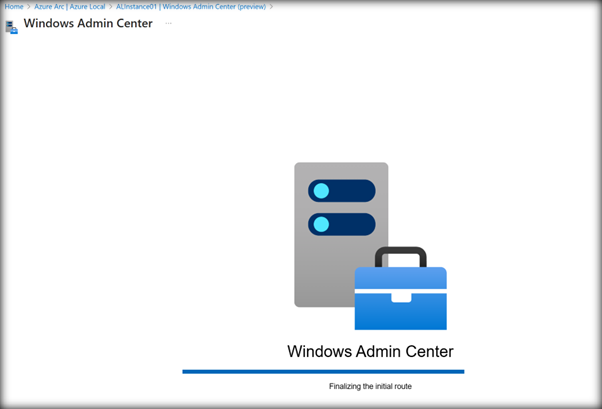 Home > Azure Arc | Azure Local > ALInstance01 | Windows Admin Center (preview) >
Windows Admin Center ...
Windows Admin Center
Finalizing the initial route